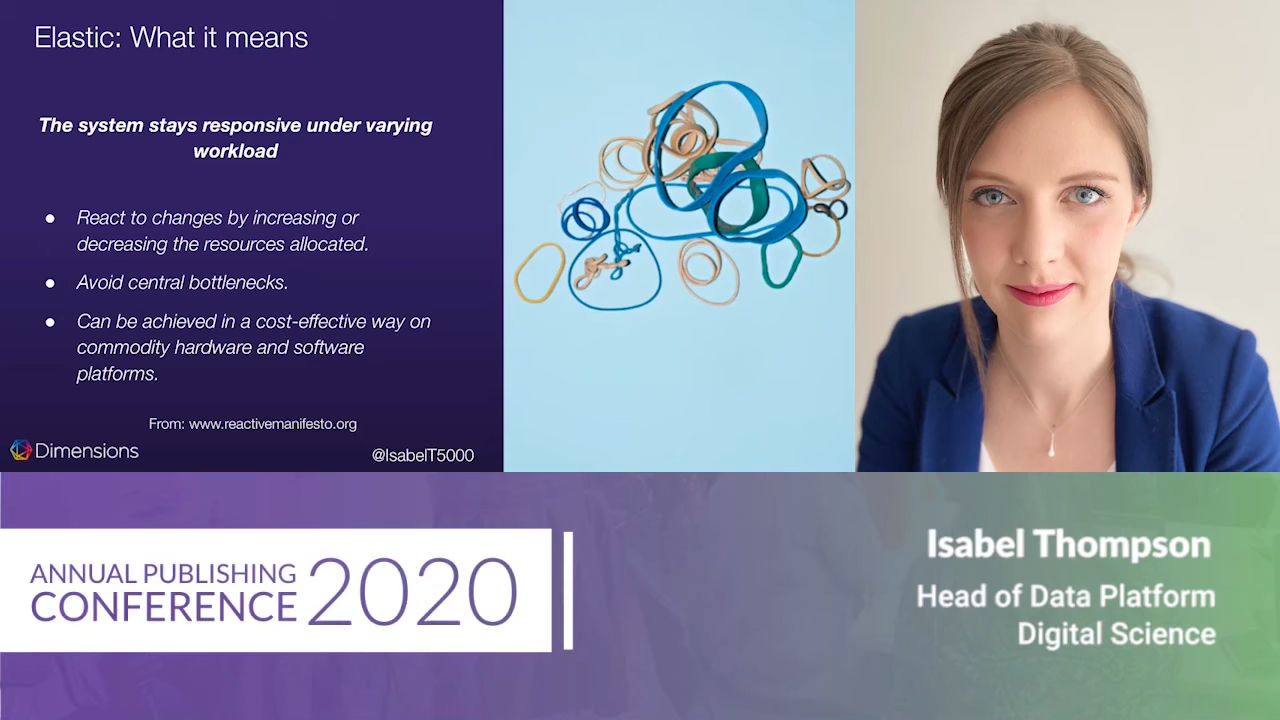 Elastic: What it means
The system stays responsive under varying
workload
● React to changes by increasing or
decreasing the resources allocated.
● Avoid central bottlenecks.
● Can be achieved in a cost-effective way on
commodity hardware and software
platforms.
From: www.reactivemanifesto.org
Dimensions
@IsabelT5000
ANNUAL PUBLISHING
CONFERENCE 2020
Isabel Thompson
Head of Data Platform
Digital Science